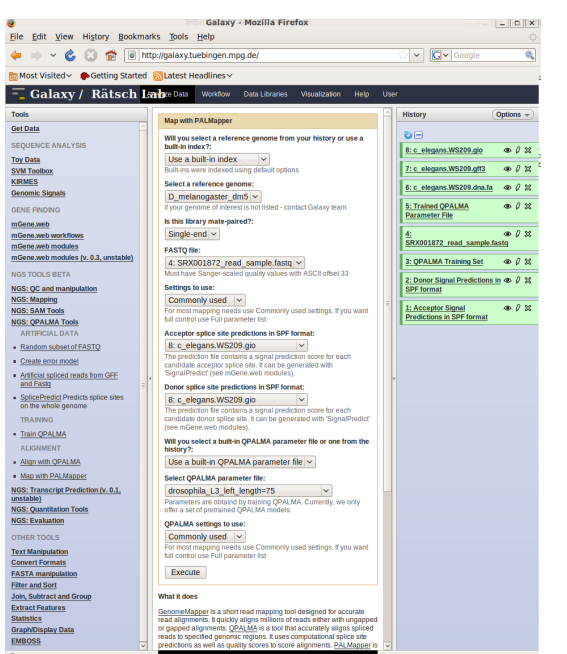 Galaxy - Mozilla Firefox
File Edit View History Bookmarks Tools Help
http://galaxy.tuebingen.mpg.de/
Google
Most Visited Getting Started Latest Headlines
Galaxy / Rätsch Lab
Workflow Data Libraries Visualization Help User
Tools
Get Data
SEQUENCE ANALYSIS
Toy Data
SVM Toolbox
KIRMES
Genomic Signals
GENE FINDING
mGene.web
mGene.web workflows
mGene.web modules
mGene.web modules (v. 0.3, unstable)
NGS TOOLS BETA
NGS: QC and manipulation
NGS: Mapping
NGS: SAM Tools
NGS: QPALMA Tools
ARTIFICIAL DATA
Random subset of FASTQ
Create error model
Artificial spliced reads from GFF
and Fastq
SplicePredict Predicts splice sites
on the whole genome
TRAINING
Train QPALMA
ALIGNMENT
Align with QPALMA
Map with PALMapper
NGS: Transcript Prediction (v. 0.1,
unstable)
NGS: Quantitation Tools
NGS: Evaluation
OTHER TOOLS
Text Manipulation
Convert Formats
FASTA manipulation
Filter and Sort
Join, Subtract and Group
Extract Features
Statistics
Graph/Display Data
EMBOSS
Map with PALMapper
Will you select a reference genome from your history or use a
built-in index?:
Use a built-in index
Built-ins were indexed using default options
Select a reference genome:
D_melanogaster_dm5
if your genome of interest is not listed - contact Galaxy team
Is this library mate-paired?:
Single-end
FASTQ file:
4: SRX001872_read_sample.fastq
Must have Sanger-scaled quality values with ASCII offset 33
Settings to use:
Commonly used
For most mapping needs use Commonly used settings. If you want
full control use Full parameter list
Acceptor splice site predictions in SPF format:
8: c_elegans.WS209.gio
The prediction file contains a signal prediction score for each
candidate acceptor splice site. It can be generated with
'SignalPredict' (see mGene.web modules).
Donor splice site predictions in SPF format:
8: c_elegans.WS209.gio
The prediction file contains a signal prediction score for each
candidate donor splice site. It can be generated with 'SignalPredict'
(see mGene.web modules).
Will you select a built-in QPALMA parameter file or one from the
history?:
Use a built-in QPALMA parameter file
Select QPALMA parameter file:
drosophila_L3_left_length=75
Parameters are obtaind by training QPALMA. Currently, we only
offer a set of pretrained QPALMA models.
QPALMA settings to use:
Commonly used
For most mapping needs use Commonly used settings. If you want
full control use Full parameter list
Execute
What it does
GenomeMapper is a short read mapping tool designed for accurate
read alignments. It quickly aligns millions of reads either with ungapped
or gapped alignments. QPALMA is a tool that accurately aligns spliced
reads to specified genomic regions. It uses computational splice site
predictions as well as quality scores to score alignments. PALMapper is
History
Options
8: c_elegans.WS209.gio
7: c_elegans.WS209.gff3
6: c_elegans.WS209.dna.fa
5: Trained QPALMA
Parameter File
4:
SRX001872_read_sample.fastq
3: QPALMA Training Set
2: Donor Signal Predictions in
SPF format
1: Acceptor Signal
Predictions in SPF format